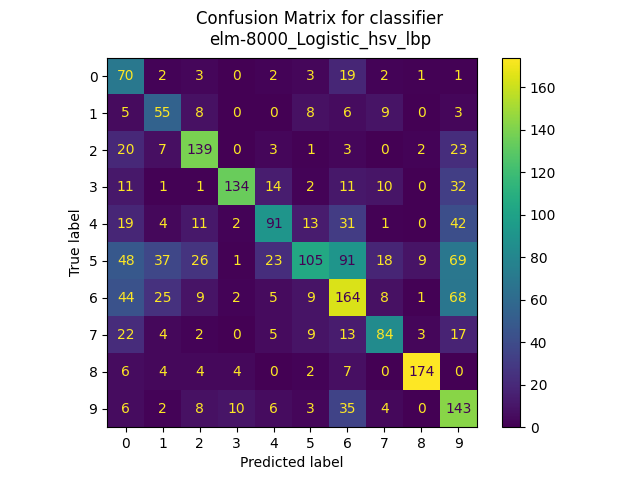 Confusion Matrix for classifier
elm-8000_Logistic_hsv_lbp
0 70 2 3 0 2 3 19 2 1 1
1 5 55 8 0 0 8 6 9 0 3
2 20 7 139 0 3 1 3 0 2 23
3 11 1 1 134 14 2 11 10 0 32
4 19 4 11 2 91 13 31 1 0 42
5 48 37 26 1 23 105 91 18 9 69
6 44 25 9 2 5 9 164 8 1 68
7 22 4 2 0 5 9 13 84 3 17
8 6 4 4 4 0 2 7 0 174 0
9 6 2 8 10 6 3 35 4 0 143
0 1 2 3 4 5 6 7 8 9
Predicted label
True label
160
140
120
100
80
60
40
20
0